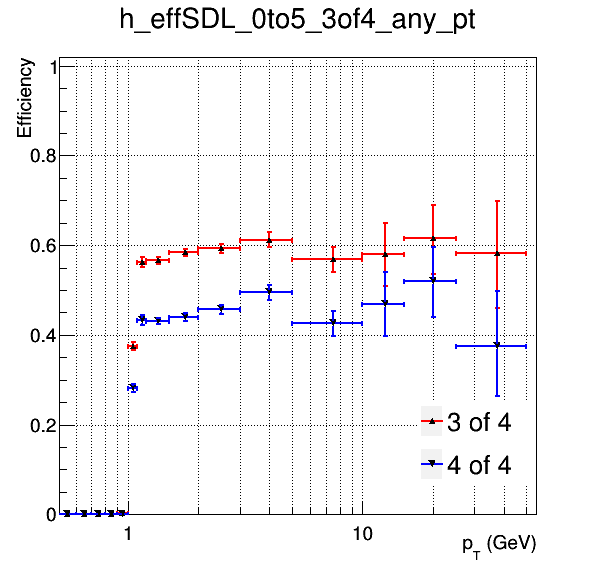 h_effSDL_0to5_3of4_any_pt
Efficiency
1
0.8
0.6
0.4
0.2
0
3 of 4
4 of 4
1
10
pT (GeV)